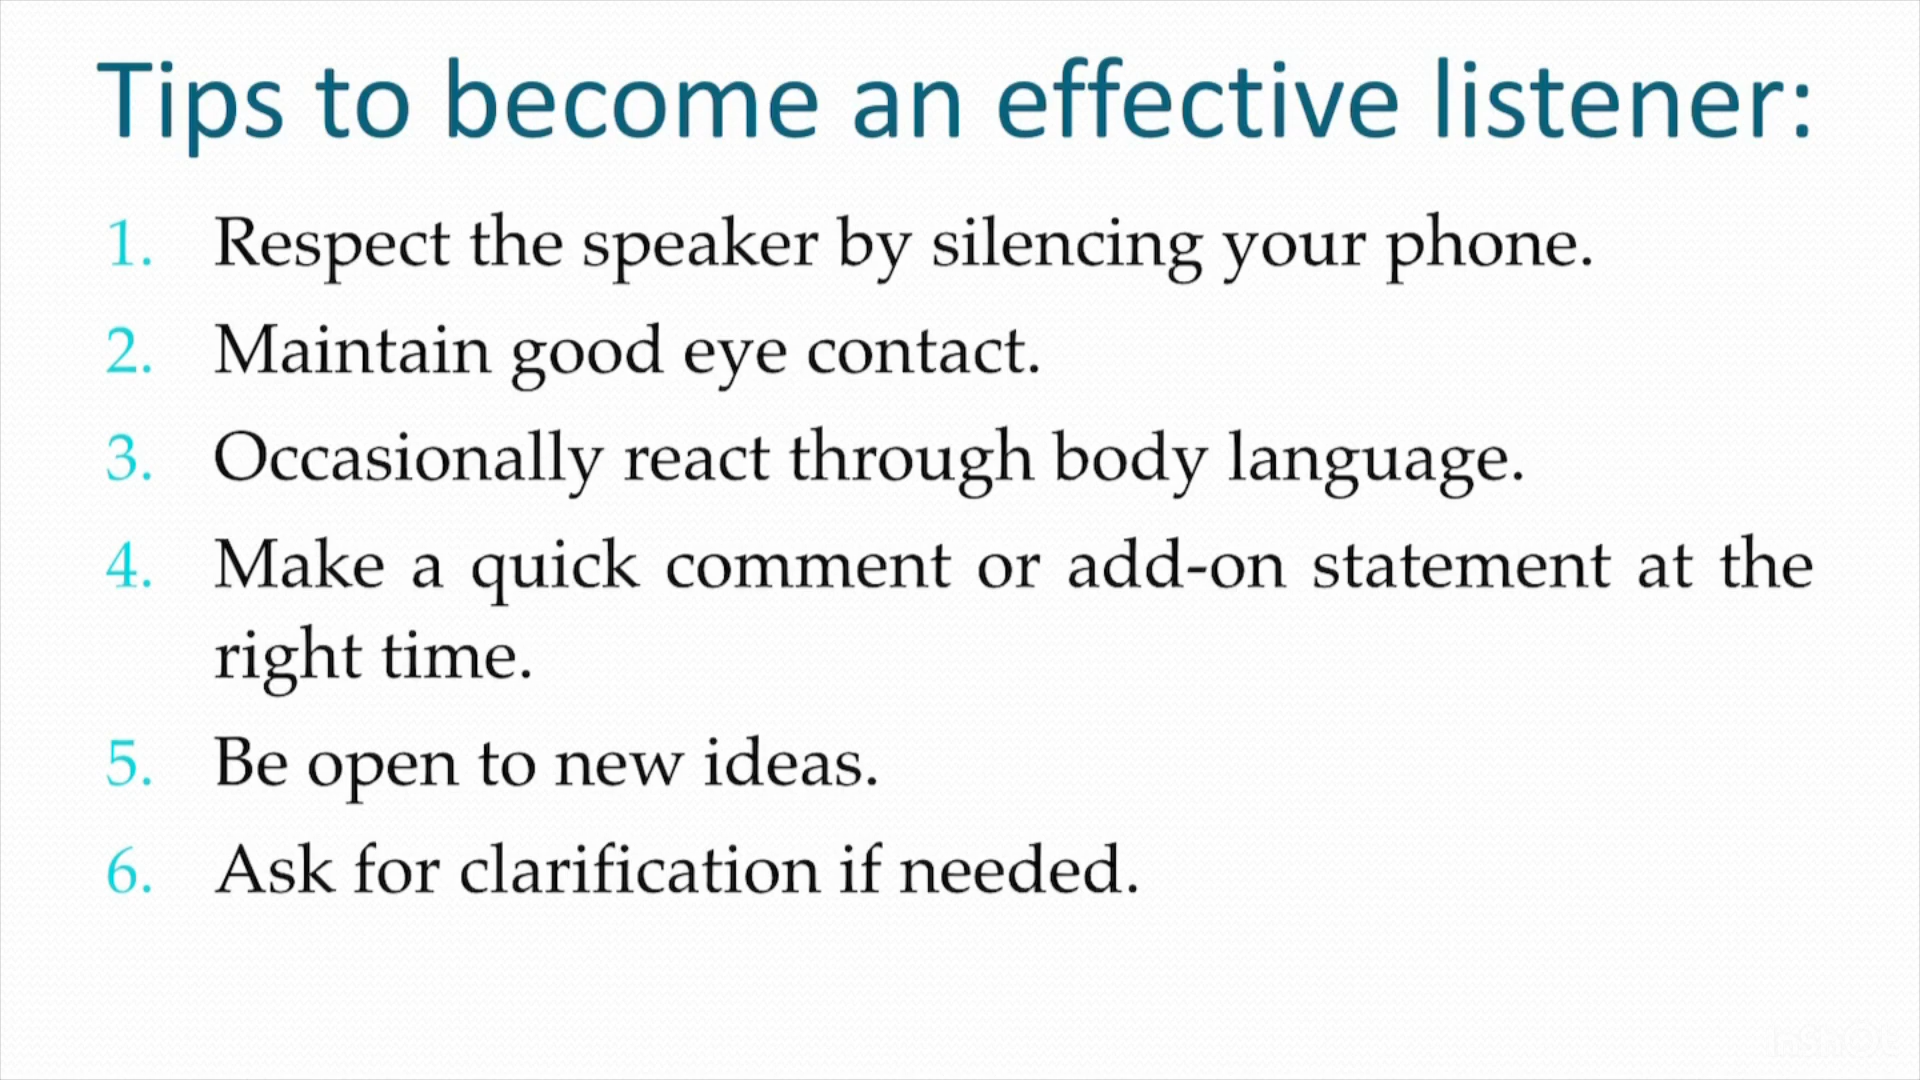 Tips to become an effective listener:
1. Respect the speaker by silencing your phone.
2. Maintain good eye contact.
3. Occasionally react through body language.
4. Make a quick comment or add-on statement at the
right time.
5. Be open to new ideas.
6. Ask for clarification if needed.